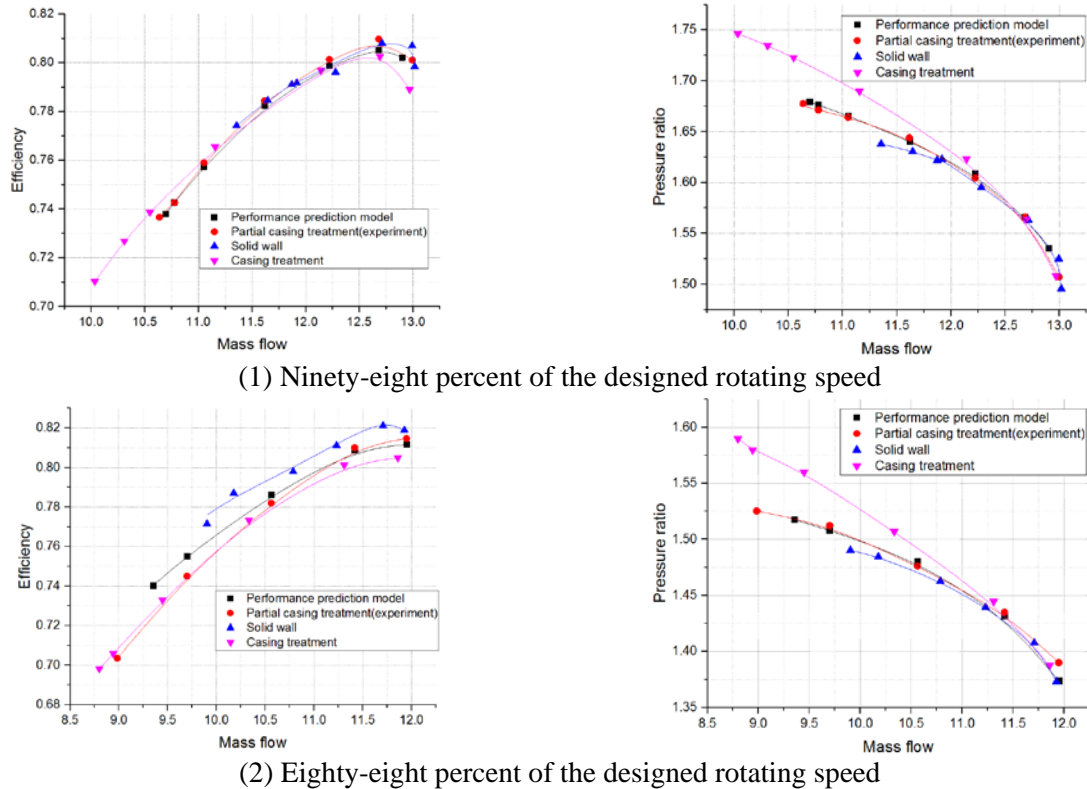 0.82
0.80
0.78
0.76
0.74
0.72
0.70
Efficiency
Performance prediction model
Partial casing treatment(experiment)
Solid wall
Casing treatment
10.0 10.5 11.0 11.5 12.0 12.5 13.0
Mass flow
1.75
1.70
1.65
1.60
1.55
1.50
Pressure ratio
Performance prediction model
Partial casing treatment(experiment)
Solid wall
Casing treatment
10.0 10.5 11.0 11.5 12.0 12.5 13.0
Mass flow
(1) Ninety-eight percent of the designed rotating speed
0.82
0.80
0.78
0.76
0.74
0.72
0.70
0.68
Efficiency
Performance prediction model
Partial casing treatment(experiment)
Solid wall
Casing treatment
8.5 9.0 9.5 10.0 10.5 11.0 11.5 12.0
Mass flow
1.60
1.55
1.50
1.45
1.40
1.35
Pressure ratio
Performance prediction model
Partial casing treatment(experiment)
Solid wall
Casing treatment
8.5 9.0 9.5 10.0 10.5 11.0 11.5 12.0
Mass flow
(2) Eighty-eight percent of the designed rotating speed